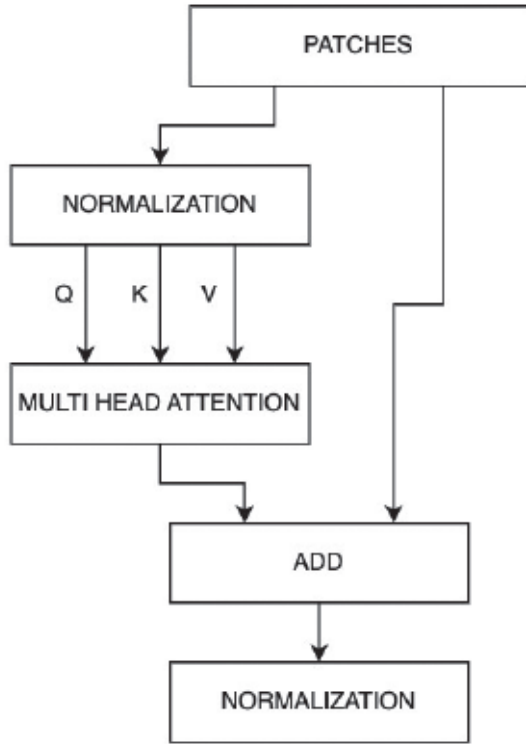 PATCHES
NORMALIZATION
Q K V
MULTI HEAD ATTENTION
ADD
NORMALIZATION